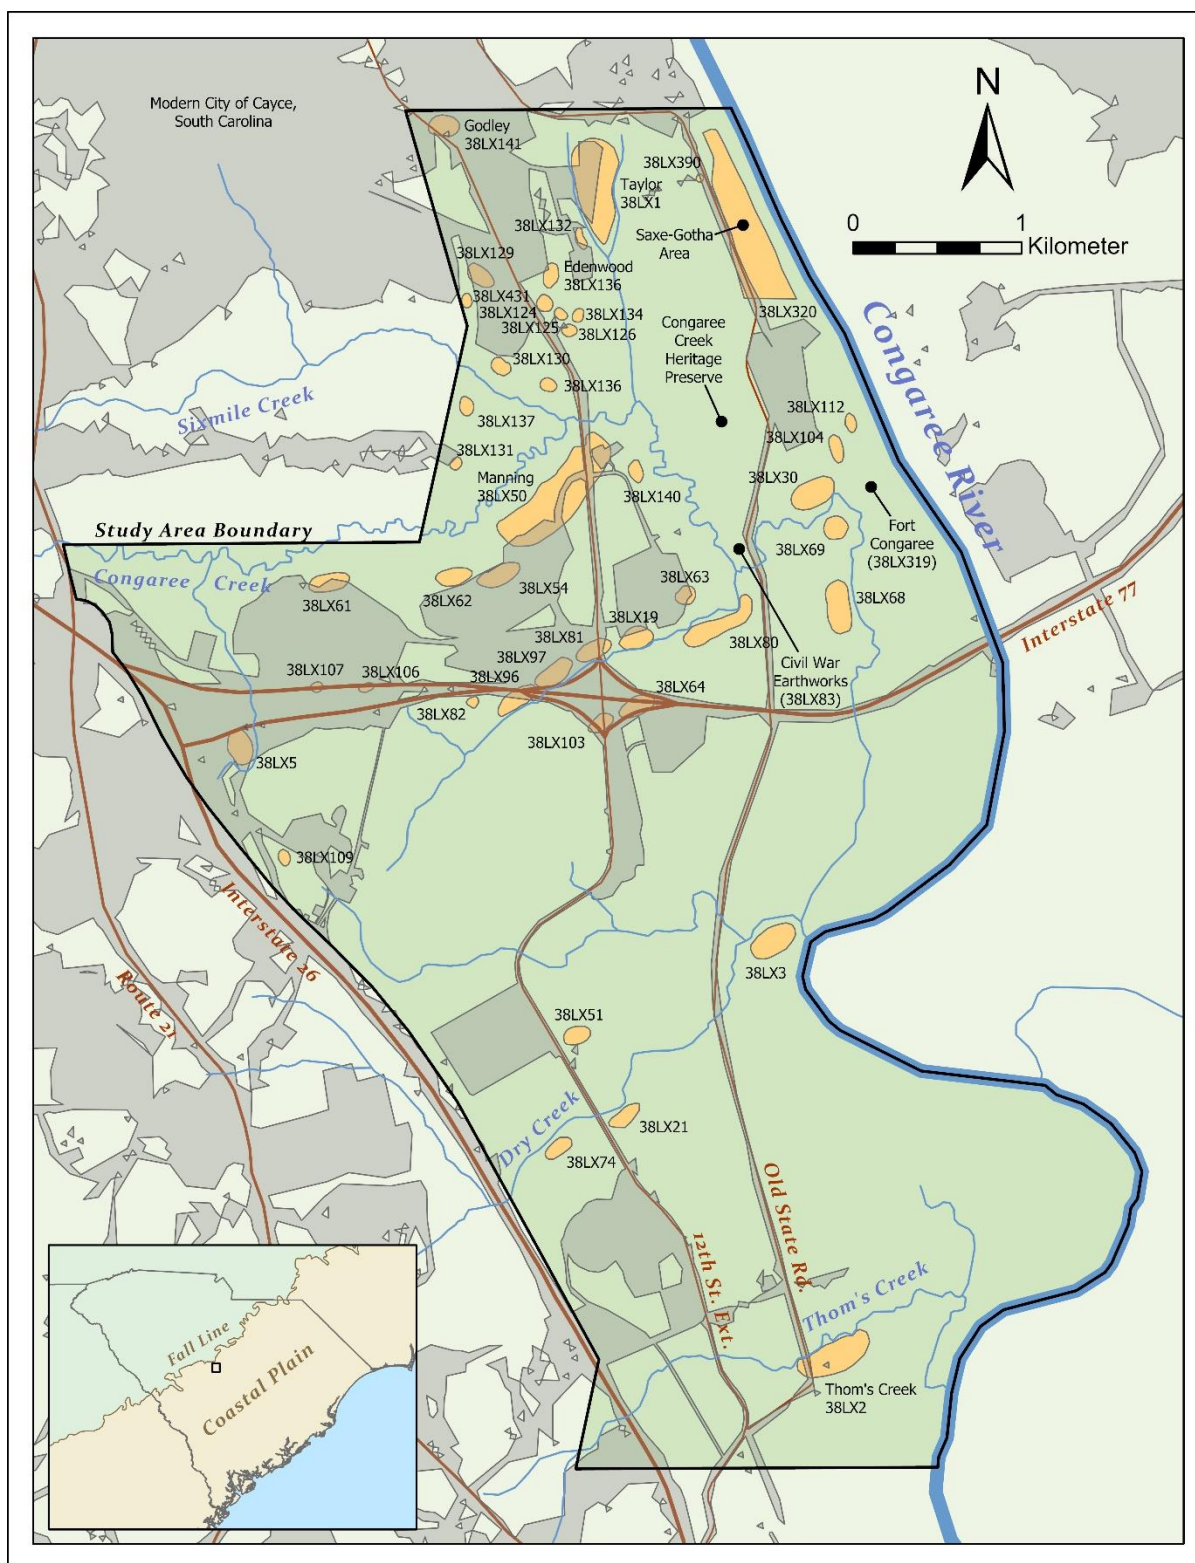 Modern City of Cayce,
South Carolina
Godley
38LX141
N
38LX390
Taylor
38LX1
0
1
Kilometer
38LX132
Saxe-Gotha
Area
38LX129
Edenwood
38LX136
38LX431
38LX124
38LX134
38LX320
38LX125
38LX126
Congaree
Creek
Heritage
Preserve
Congaree River
38LX130
38LX136
Sixmile Creek
38LX137
38LX112
38LX104
38LX131
Manning
38LX50
38LX140
38LX30
Study Area Boundary
Fort
Congaree
(38LX319)
38LX69
Congaree Creek
38LX61
38LX62
38LX54
38LX63
38LX68
38LX19
38LX81
38LX80
Interstate 77
38LX97
Civil War
Earthworks
(38LX83)
38LX107
38LX106
38LX96
38LX64
38LX82
38LX103
38LX5
38LX109
Interstate 26
Route 21
38LX3
38LX51
Dry Creek
38LX21
38LX74
Old State Rd.
12th St. Ext.
Thom's Creek
Thom's Creek
38LX2
Fall Line
Coastal Plain